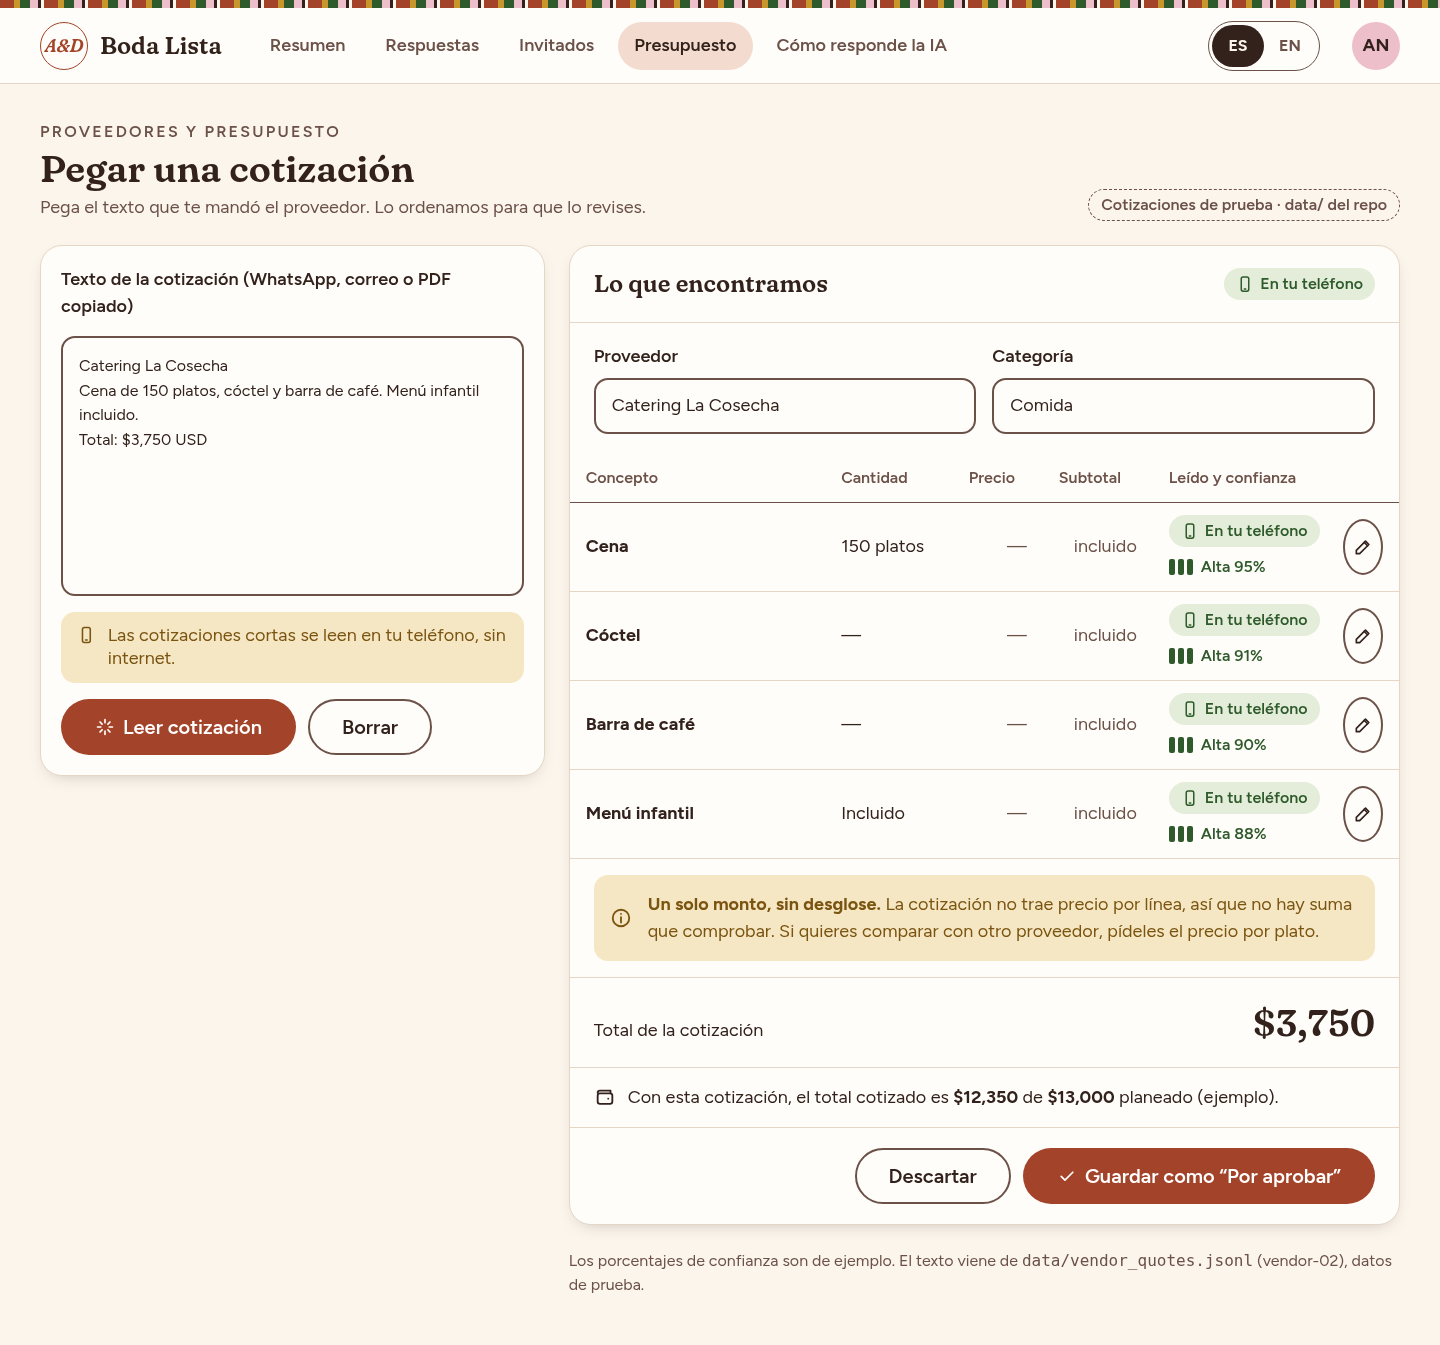 A&D Boda Lista Resumen Respuestas Invitados Presupuesto Cómo responde la IA ES EN AN
PROVEEDORES Y PRESUPUESTO
Pegar una cotización
Pega el texto que te mandó el proveedor. Lo ordenamos para que lo revises.
Cotizaciones de prueba · data/ del repo
Texto de la cotización (WhatsApp, correo o PDF
copiado)
Catering La Cosecha
Cena de 150 platos, cóctel y barra de café. Menú infantil
incluido.
Total: $3,750 USD
Las cotizaciones cortas se leen en tu teléfono, sin
internet.
Leer cotización Borrar
Lo que encontramos En tu teléfono
Proveedor Categoría
Catering La Cosecha Comida
Concepto Cantidad Precio Subtotal Leído y confianza
Cena 150 platos — incluido En tu teléfono
Alta 95%
Cóctel — — incluido En tu teléfono
Alta 91%
Barra de café — — incluido En tu teléfono
Alta 90%
Menú infantil Incluido — incluido En tu teléfono
Alta 88%
Un solo monto, sin desglose. La cotización no trae precio por línea, así que no hay suma
que comprobar. Si quieres comparar con otro proveedor, pídeles el precio por plato.
Total de la cotización $3,750
Con esta cotización, el total cotizado es $12,350 de $13,000 planeado (ejemplo).
Descartar Guardar como “Por aprobar”
Los porcentajes de confianza son de ejemplo. El texto viene de data/vendor_quotes.jsonl (vendor-02), datos
de prueba.